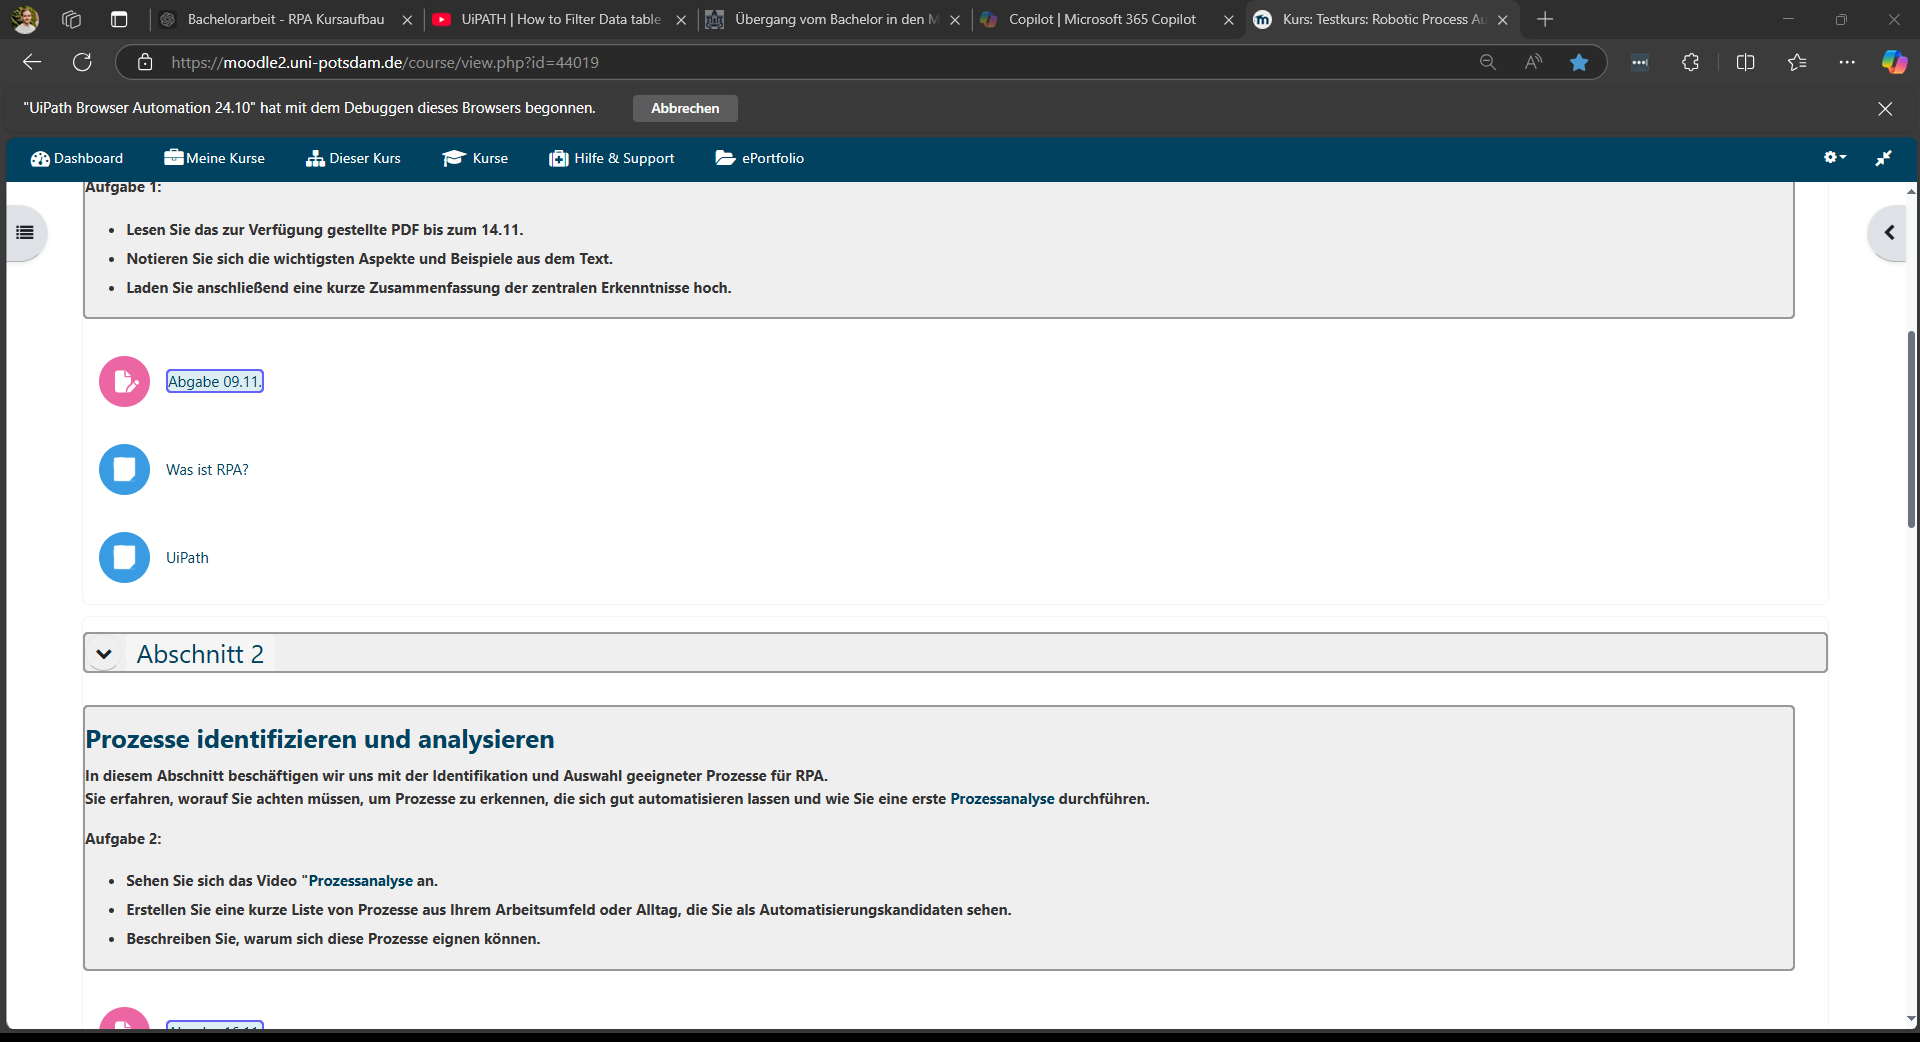 Bachelorarbeit - RPA Kursaufbau
UiPATH | How to Filter Data table
Übergang vom Bachelor in den M
Copilot | Microsoft 365 Copilot
Kurs: Testkurs: Robotic Process Au
https://moodle2.uni-potsdam.de/course/view.php?id=44019
"UiPath Browser Automation 24.10" hat mit dem Debuggen dieses Browsers begonnen.
Abbrechen
Dashboard
Meine Kurse
Dieser Kurs
Kurse
Hilfe & Support
ePortfolio
Aufgabe 1:
• Lesen Sie das zur Verfügung gestellte PDF bis zum 14.11.
• Notieren Sie sich die wichtigsten Aspekte und Beispiele aus dem Text.
• Laden Sie anschließend eine kurze Zusammenfassung der zentralen Erkenntnisse hoch.
Abgabe 09.11.
Was ist RPA?
UiPath
Abschnitt 2
Prozesse identifizieren und analysieren
In diesem Abschnitt beschäftigen wir uns mit der Identifikation und Auswahl geeigneter Prozesse für RPA.
Sie erfahren, worauf Sie achten müssen, um Prozesse zu erkennen, die sich gut automatisieren lassen und wie Sie eine erste Prozessanalyse durchführen.
Aufgabe 2:
• Sehen Sie sich das Video "Prozessanalyse an.
• Erstellen Sie eine kurze Liste von Prozesse aus Ihrem Arbeitsumfeld oder Alltag, die Sie als Automatisierungskandidaten sehen.
• Beschreiben Sie, warum sich diese Prozesse eignen können.